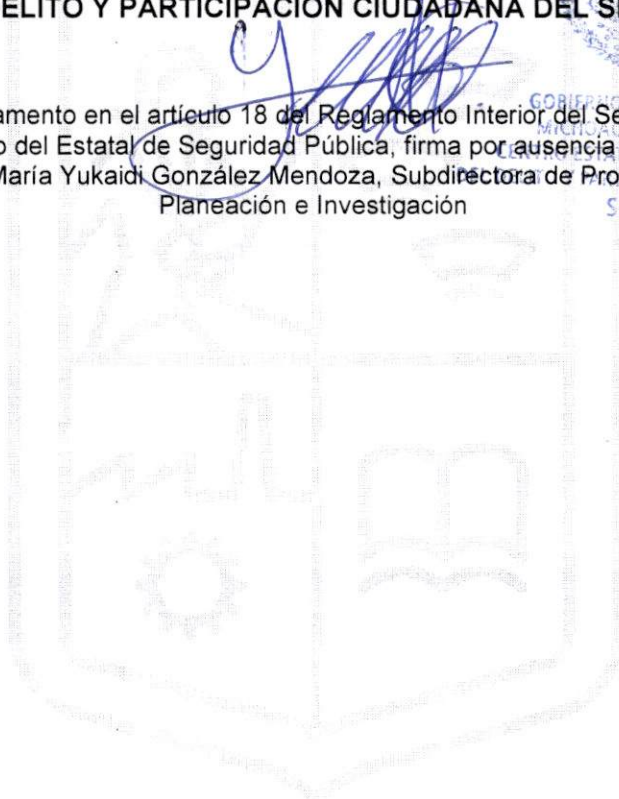 ELITO Y PARTICIPACIÓN CIUDADANA DEL S
amento en el artículo 18 del Reglamento Interior del Se
o del Estatal de Seguridad Pública, firma por ausencia
María Yukaidi González Mendoza, Subdirectora de Pro
Planeación e Investigación